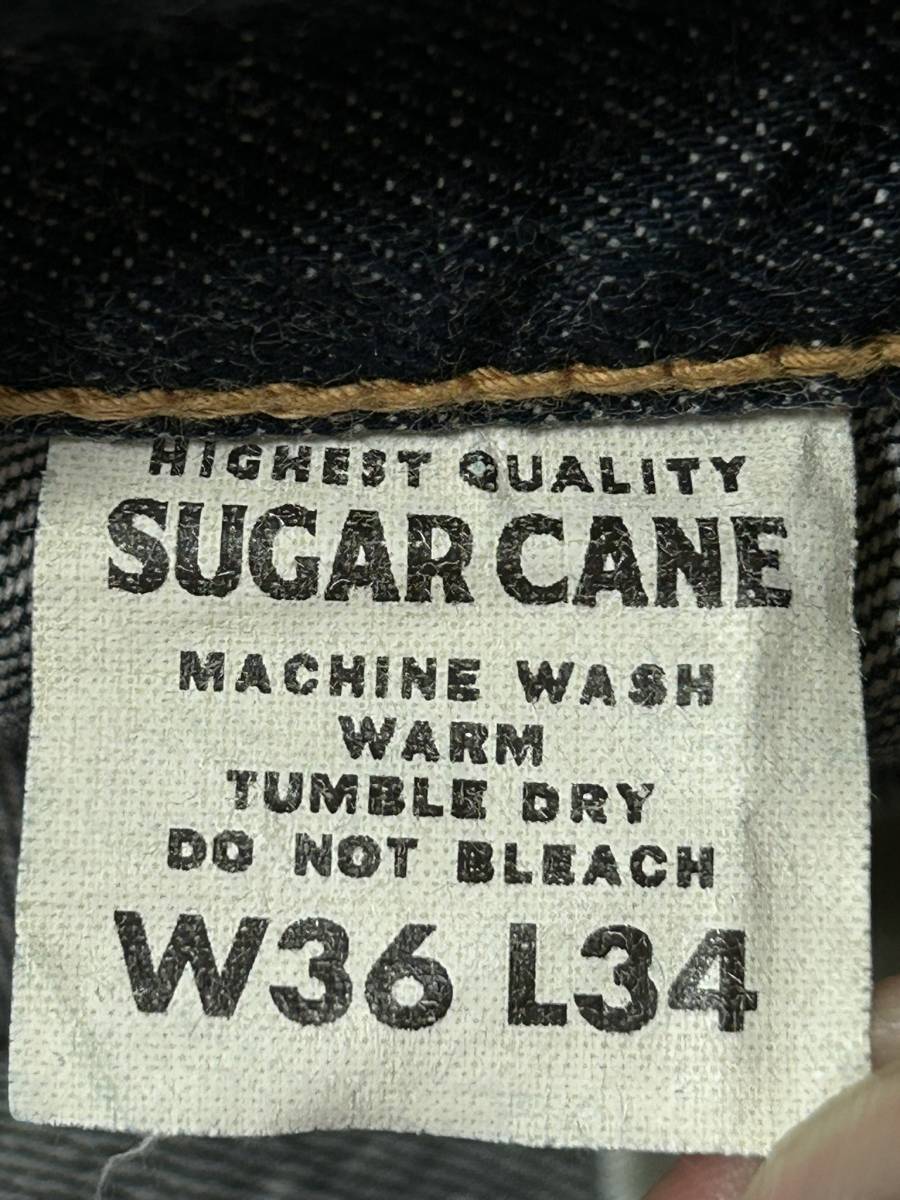 HIGHEST QUALITY
SUGAR CANE
MACHINE WASH
WARM
TUMBLE DRY
DO NOT BLEACH
W36 L34